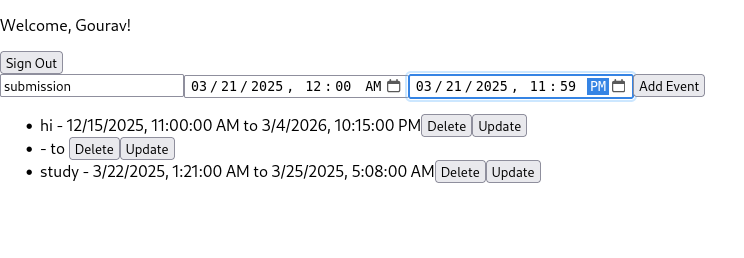 Welcome, Gourav!
Sign Out
submission 03/21/2025, 12:00 AM 03/21/2025, 11:59 PM Add Event
• hi - 12/15/2025, 11:00:00 AM to 3/4/2026, 10:15:00 PM Delete Update
• - to Delete Update
• study - 3/22/2025, 1:21:00 AM to 3/25/2025, 5:08:00 AM Delete Update